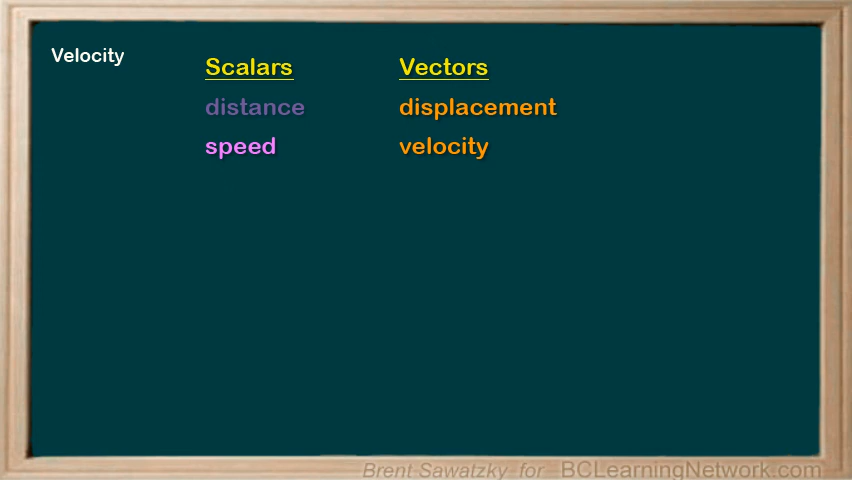 Velocity
Scalars Vectors
distance displacement
speed velocity
Brent Sawatzky for BCLearningNetwork.com